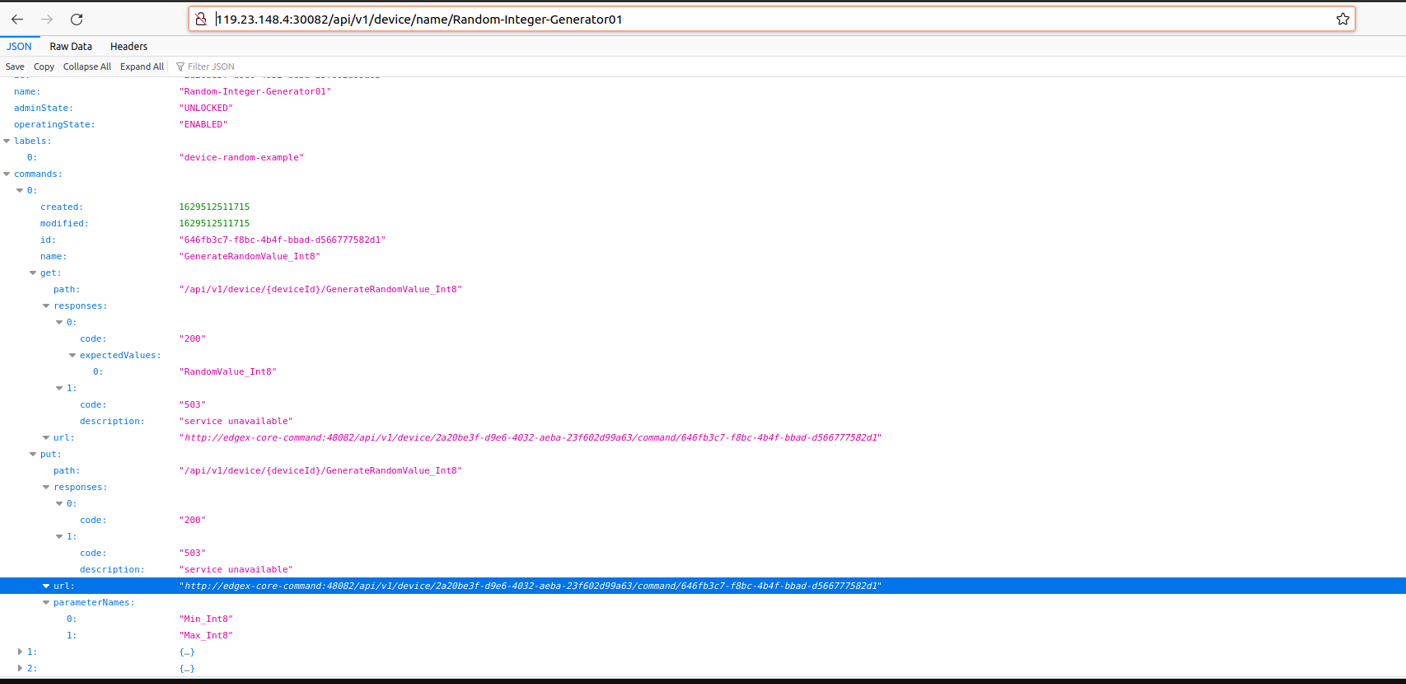 119.23.148.4:30082/api/v1/device/name/Random-Integer-Generator01
JSON Raw Data Headers
Save Copy Collapse All Expand All Filter JSON
name: "Random-Integer-Generator01"
adminState: "UNLOCKED"
operatingState: "ENABLED"
labels:
0: "device-random-example"
commands:
0:
created: 1629512511715
modified: 1629512511715
id: "646fb3c7-f8bc-4b4f-bbad-d566777582d1"
name: "GenerateRandomValue_Int8"
get:
path: "/api/v1/device/{deviceId}/GenerateRandomValue_Int8"
responses:
0:
code: "200"
expectedValues:
0: "RandomValue_Int8"
1:
code: "503"
description: "service unavailable"
url: "http://edgex-core-command:48082/api/v1/device/2a20be3f-d9e6-4032-aeba-23f602d99a63/command/646fb3c7-f8bc-4b4f-bbad-d566777582d1"
put:
path: "/api/v1/device/{deviceId}/GenerateRandomValue_Int8"
responses:
0:
code: "200"
1:
code: "503"
description: "service unavailable"
url: "http://edgex-core-command:48082/api/v1/device/2a20be3f-d9e6-4032-aeba-23f602d99a63/command/646fb3c7-f8bc-4b4f-bbad-d566777582d1"
parameterNames:
0: "Min_Int8"
1: "Max_Int8"
1: {…}
2: {…}